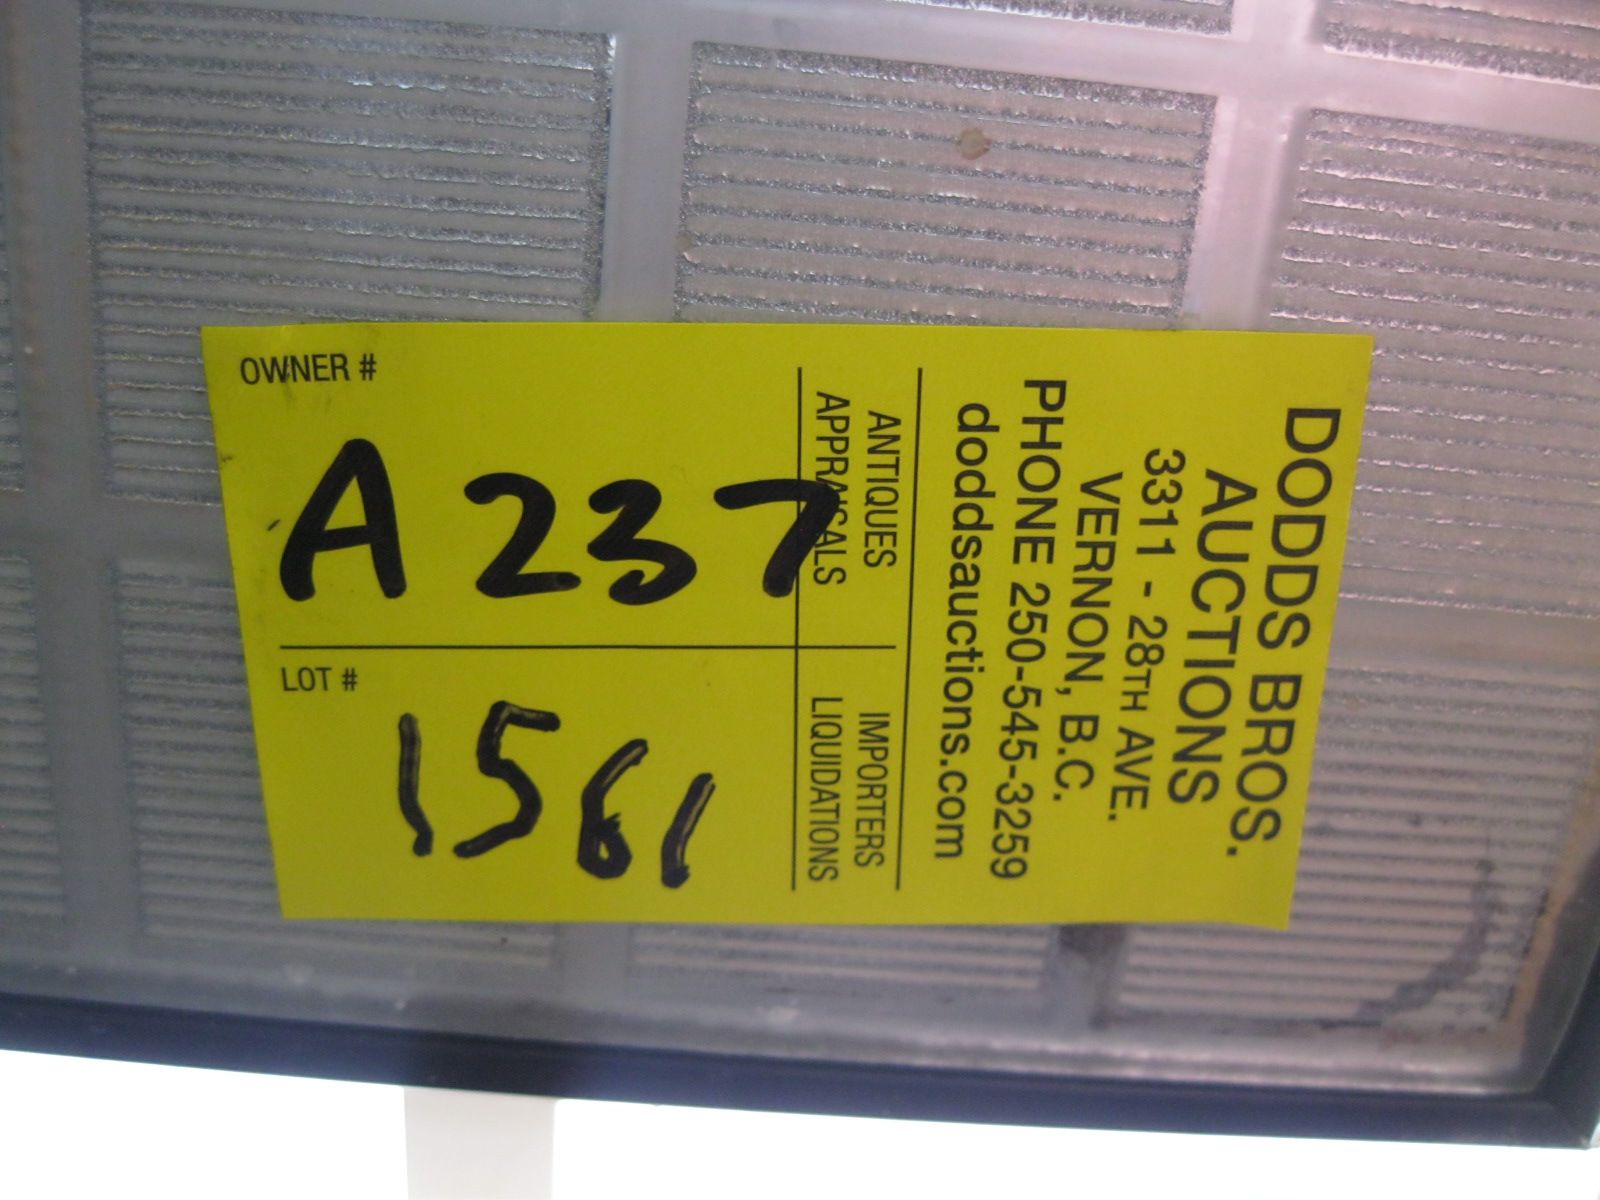 OWNER #
A 237
LOT #
1561
DODDS BROS.
AUCTIONS
3311 - 28TH AVE.
VERNON, B.C.
PHONE 250-545-3259
doddsauctions.com
ANTIQUES
APPRAISALS
IMPORTERS
LIQUIDATIONS